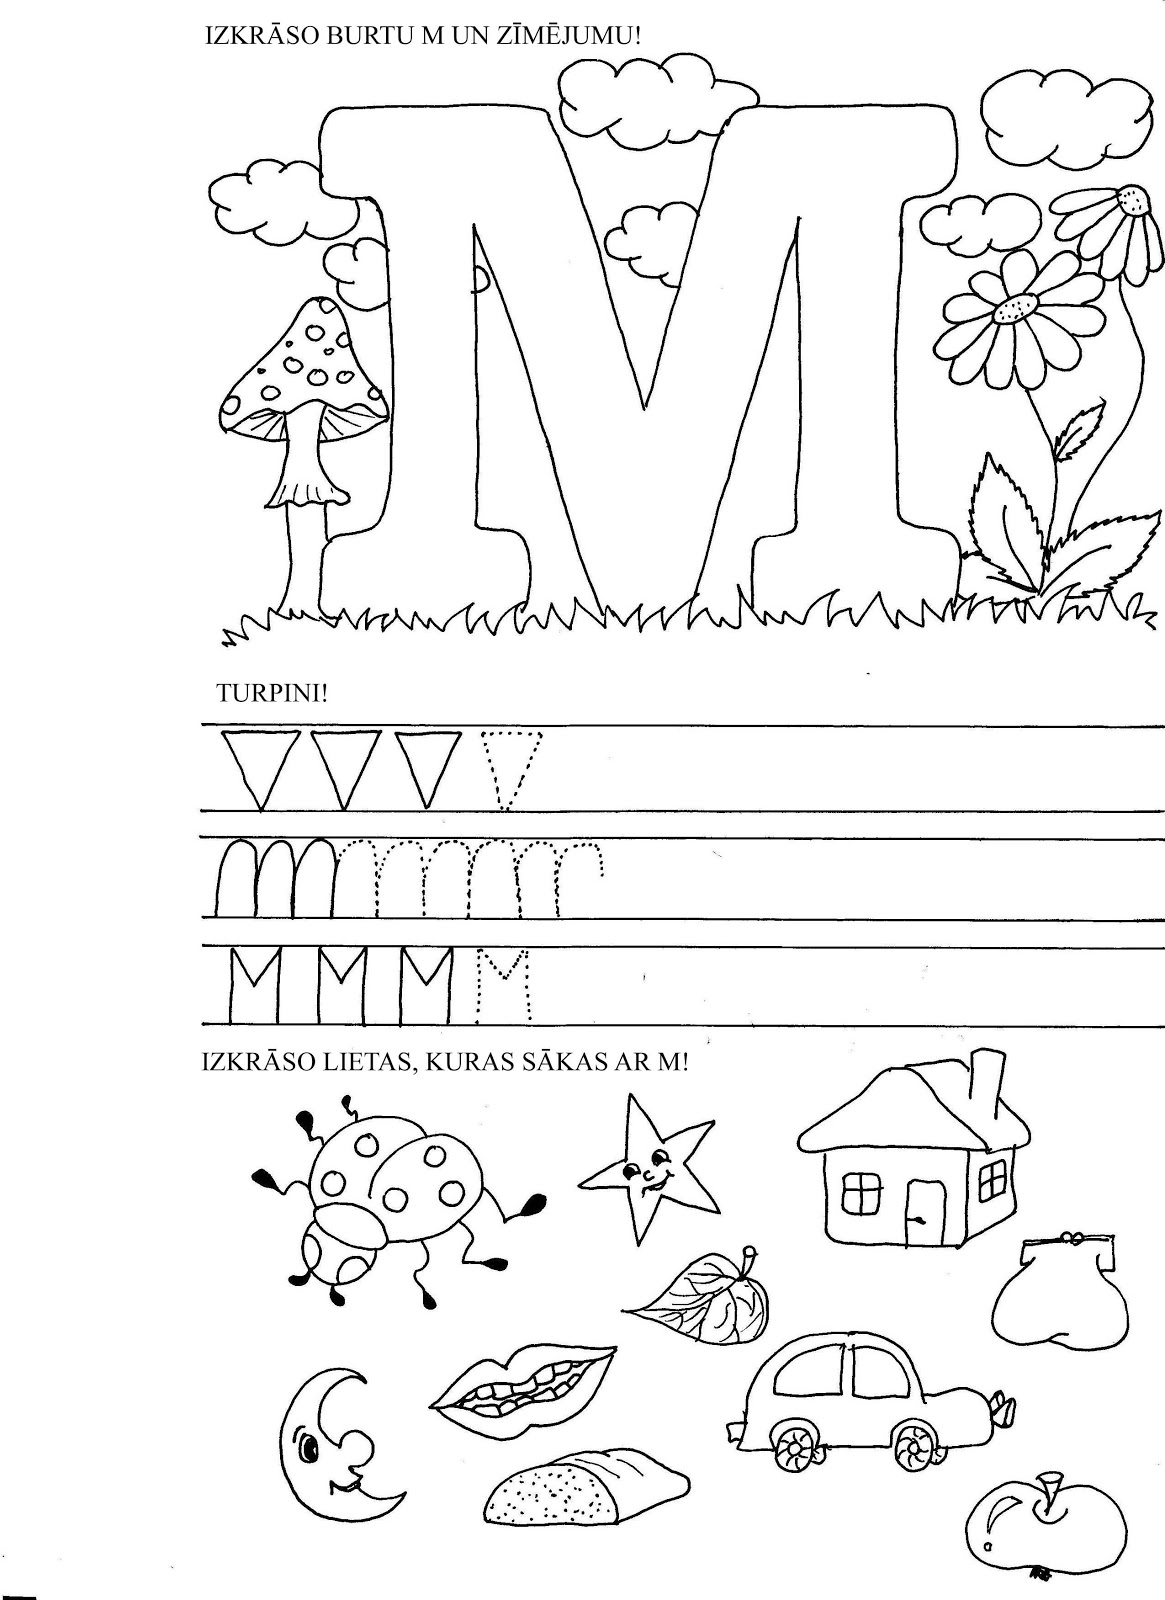 IZKRĀSO BURTU M UN ZĪMĒJUMU!
M
TURPINI!
M M M M
IZKRĀSO LIETAS, KURAS SĀKAS AR M!